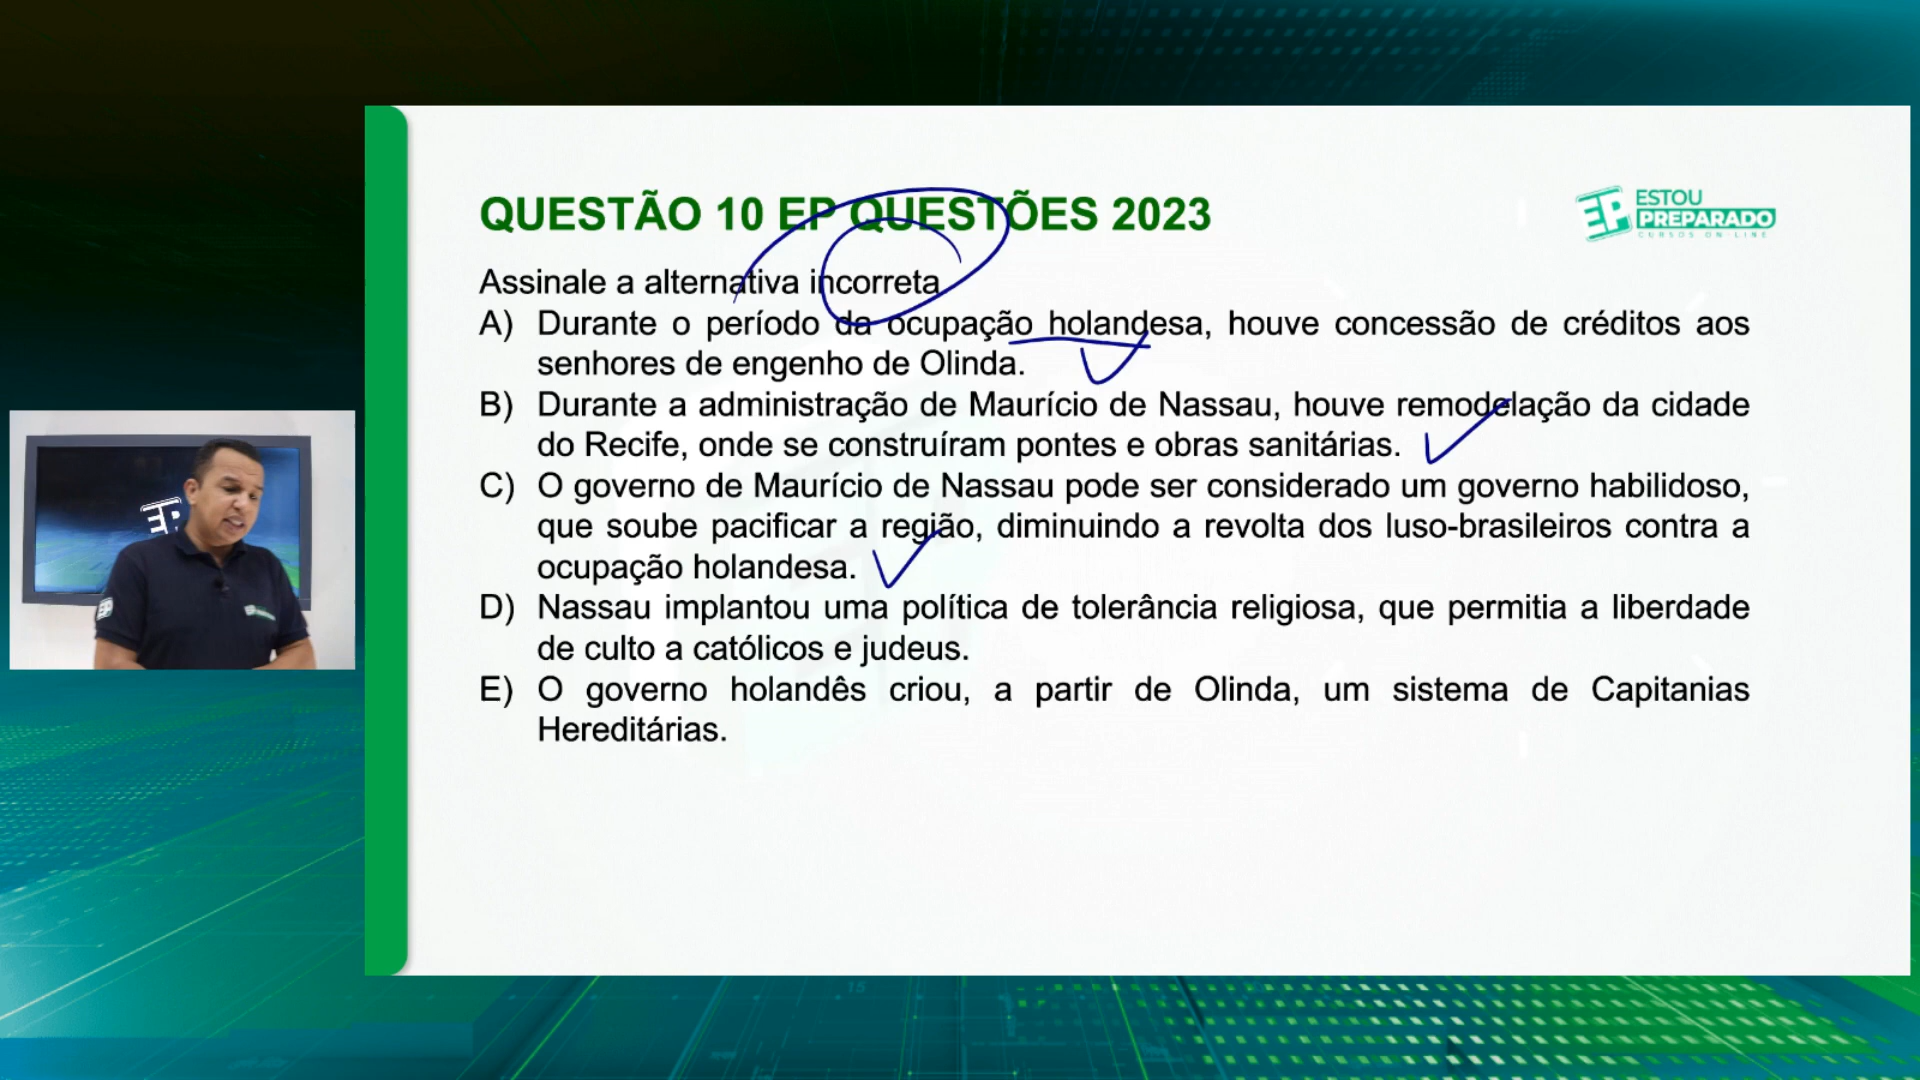 QUESTÃO 10 EP QUESTÕES 2023
ESTOU
PREPARADO
CURSOS ON-LINE
Assinale a alternativa incorreta
A) Durante o período da ocupação holandesa, houve concessão de créditos aos
senhores de engenho de Olinda.
B) Durante a administração de Maurício de Nassau, houve remodelação da cidade
do Recife, onde se construíram pontes e obras sanitárias.
C) O governo de Maurício de Nassau pode ser considerado um governo habilidoso,
que soube pacificar a região, diminuindo a revolta dos luso-brasileiros contra a
ocupação holandesa.
D) Nassau implantou uma política de tolerância religiosa, que permitia a liberdade
de culto a católicos e judeus.
E) O governo holandês criou, a partir de Olinda, um sistema de Capitanias
Hereditárias.